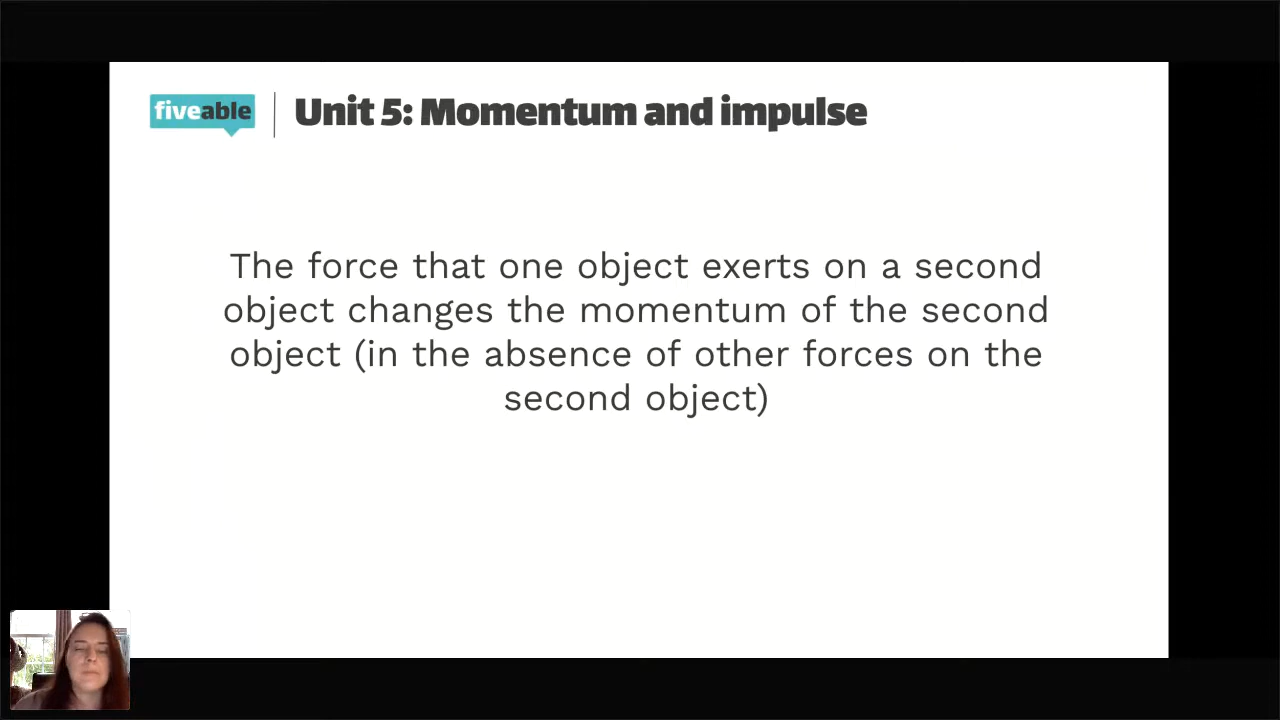 fiveable
Unit 5: Momentum and impulse
The force that one object exerts on a second
object changes the momentum of the second
object (in the absence of other forces on the
second object)